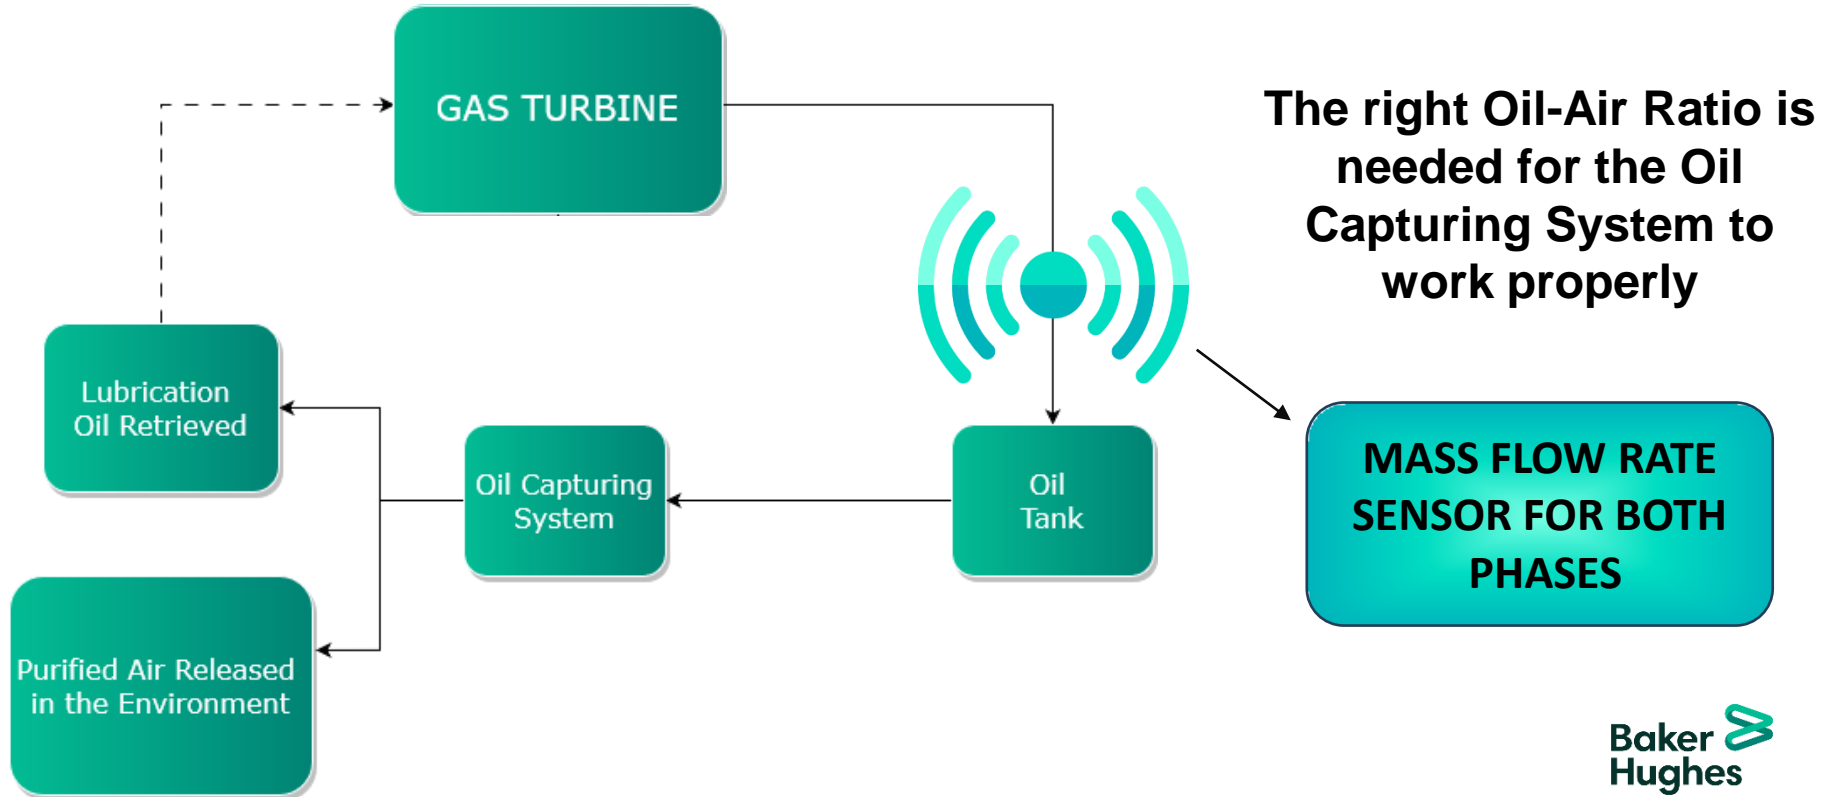 GAS TURBINE
The right Oil-Air Ratio is
needed for the Oil
Capturing System to
work properly
Lubrication
Oil Retrieved
Oil Capturing
System
Oil
Tank
MASS FLOW RATE
SENSOR FOR BOTH
PHASES
Purified Air Released
in the Environment
Baker
Hughes